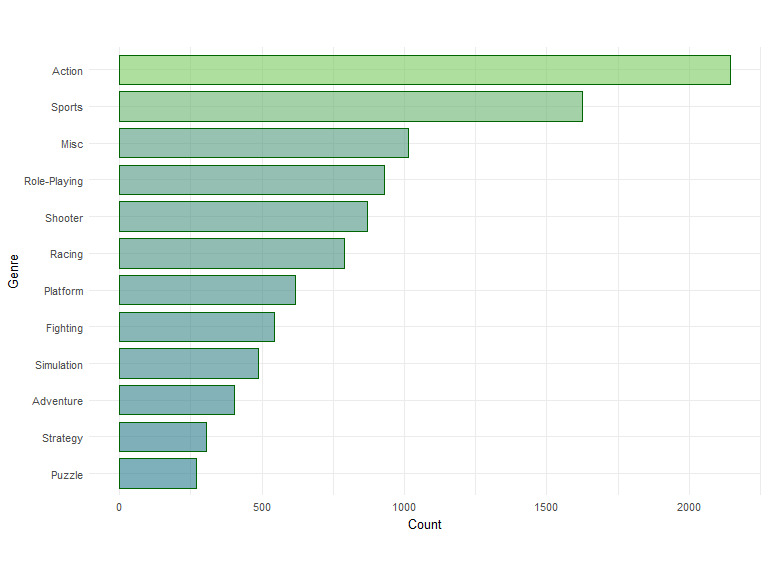 Action
Sports
Misc
Role-Playing
Shooter
Racing
Genre
Platform
Fighting
Simulation
Adventure
Strategy
Puzzle
0 500 1000 1500 2000
Count